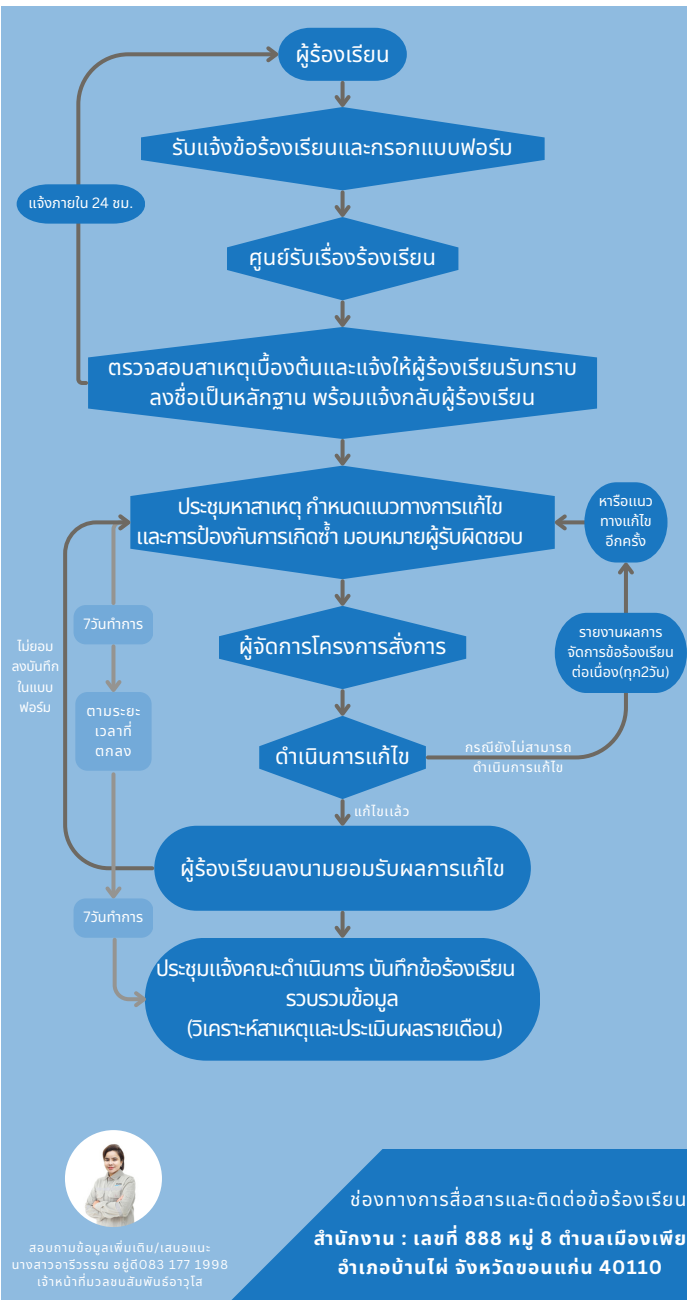 ผู้ร้องเรียน
รับแจ้งข้อร้องเรียนและกรอกแบบฟอร์ม
แจ้งภายใน 24 ชม.
ศูนย์รับเรื่องร้องเรียน
ตรวจสอบสาเหตุเบื้องต้นและแจ้งให้ผู้ร้องเรียนรับทราบ
ลงชื่อเป็นหลักฐาน พร้อมแจ้งกลับผู้ร้องเรียน
ประชุมหาสาเหตุ กำหนดแนวทางการแก้ไข
และการป้องกันการเกิดซ้ำ มอบหมายผู้รับผิดชอบ
หารือแนว
ทางแก้ไข
อีกครั้ง
7วันทำการ
ผู้จัดการโครงการสั่งการ
รายงานผลการ
จัดการข้อร้องเรียน
ต่อเนื่อง(ทุก2วัน)
ไม่ยอม
ลงบันทึก
ในแบบ
ฟอร์ม
ตามระยะ
เวลาที่
ตกลง
ดำเนินการแก้ไข
กรณียังไม่สามารถ
ดำเนินการแก้ไข
แก้ไขแล้ว
ผู้ร้องเรียนลงนามยอมรับผลการแก้ไข
7วันทำการ
ประชุมแจ้งคณะดำเนินการ บันทึกข้อร้องเรียน
รวบรวมข้อมูล
(วิเคราะห์สาเหตุและประเมินผลรายเดือน)
สอบถามข้อมูลเพิ่มเติม/เสนอแนะ
นางสาวอารีวรรณ อยู่ดี083 177 1998
เจ้าหน้าที่มวลชนสัมพันธ์อาวุโส
ช่องทางการสื่อสารและติดต่อข้อร้องเรียน
สำนักงาน : เลขที่ 888 หมู่ 8 ตำบลเมืองเพีย
อำเภอบ้านไผ่ จังหวัดขอนแก่น 40110